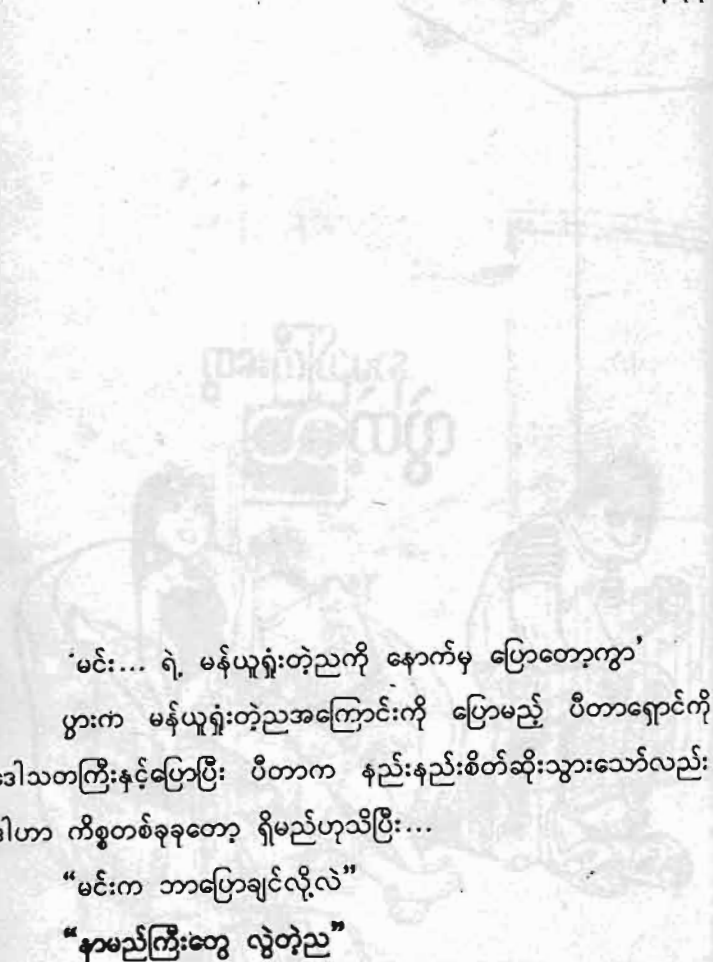 ‘မင်း... ရဲ့ မန်ယူရှုံးတဲ့ညကို နောက်မှ ပြောတော့ကွာ’
ပွားက မန်ယူရှုံးတဲ့ညအကြောင်းကို ပြောမည့် ပီတာရှောင်ကို
ဒေါသတကြီးနှင့်ပြောပြီး ပီတာက နည်းနည်းစိတ်ဆိုးသွားသော်လည်း
ဒါဟာ ကိစ္စတစ်ခုခုတော့ ရှိမည်ဟုသိပြီး...
“မင်းက ဘာပြောချင်လို့လဲ”
“နာမည်ကြီးတွေ လွဲတဲ့ည”